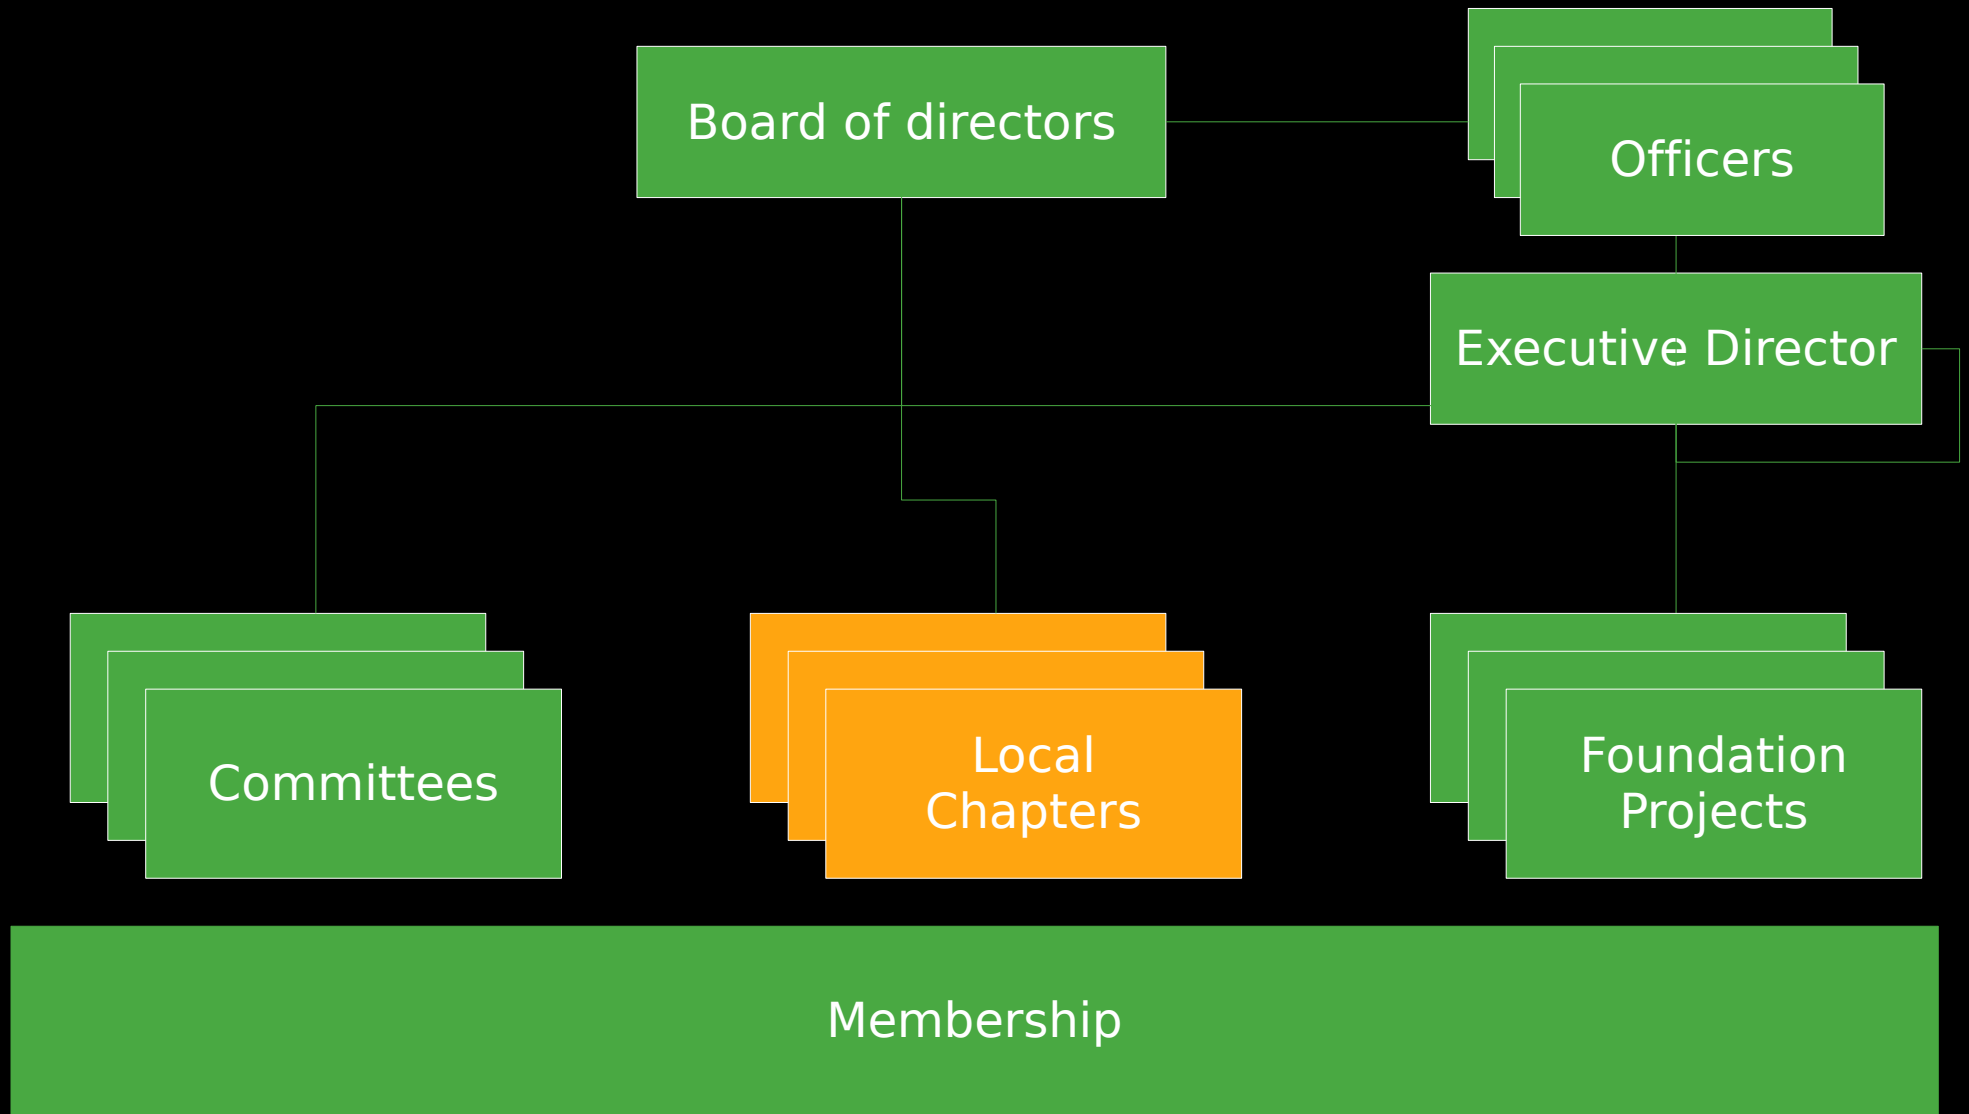 Board of directors
Officers
Executive Director
Committees
Local
Chapters
Foundation
Projects
Membership